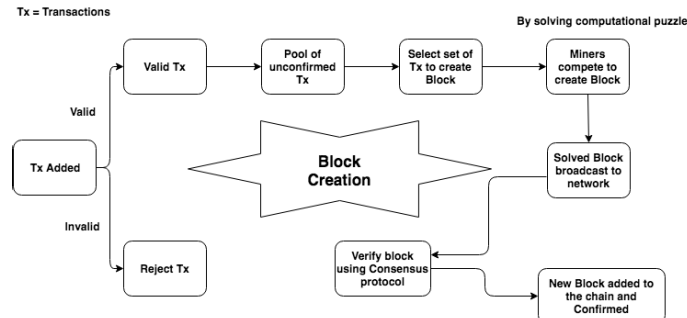 Tx = Transactions
By solving computational puzzle
Valid Tx
Pool of
unconfirmed
Tx
Select set of
Tx to create
Block
Miners
compete to
create Block
Valid
Tx Added
Block
Creation
Solved Block
broadcast to
network
Invalid
Reject Tx
Verify block
using Consensus
protocol
New Block added to
the chain and
Confirmed